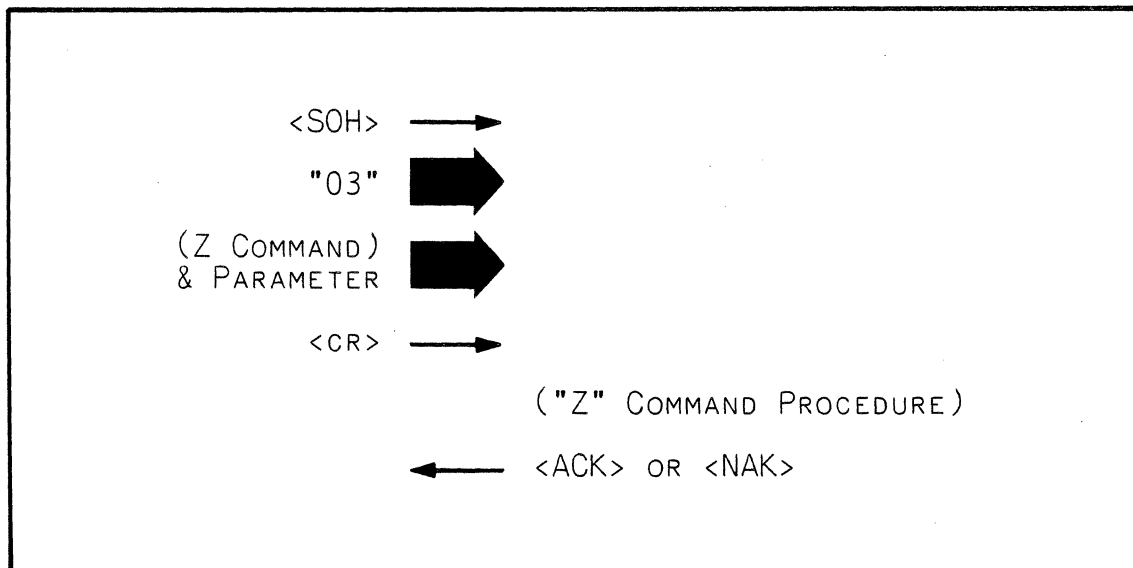 <SOH>
"03"
(Z COMMAND)
& PARAMETER
<CR>
("Z" COMMAND PROCEDURE)
<ACK> OR <NAK>